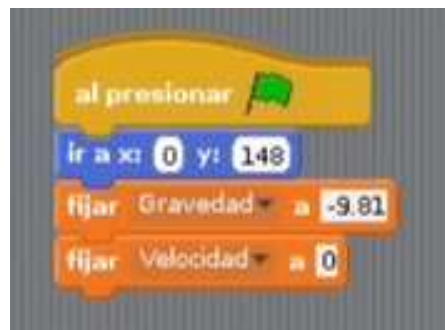 al presionar
ir a x: 0 y: 148
fijar Gravedad a -9.81
fijar Velocidad a 0